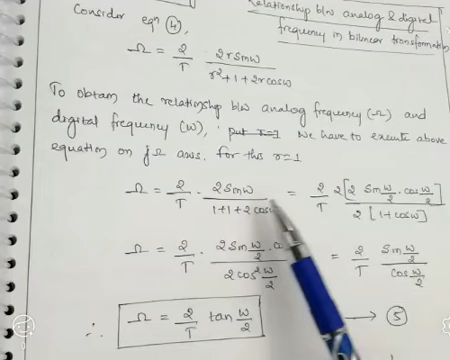 Relationship b/w analog & digital
frequency in bilinear transformation
Consider eqn (4),
Ω = 2/T · 2r sinω / r² + 1 + 2r cosω
To obtain the relationship b/w analog frequency (Ω) and
digital frequency (ω), put r=1 We have to execute above
equation on jΩ axis. for this r=1
Ω = 2/T · 2 sinω / 1+1+2 cosω = 2/T 2[2 sin ω/2 · cos ω/2] / 2[1+cosω]
Ω = 2/T · 2 sin ω/2 · / 2cos² ω/2 = 2/T sin ω/2 / cos ω/2
∴ Ω = 2/T tan ω/2 → (5)